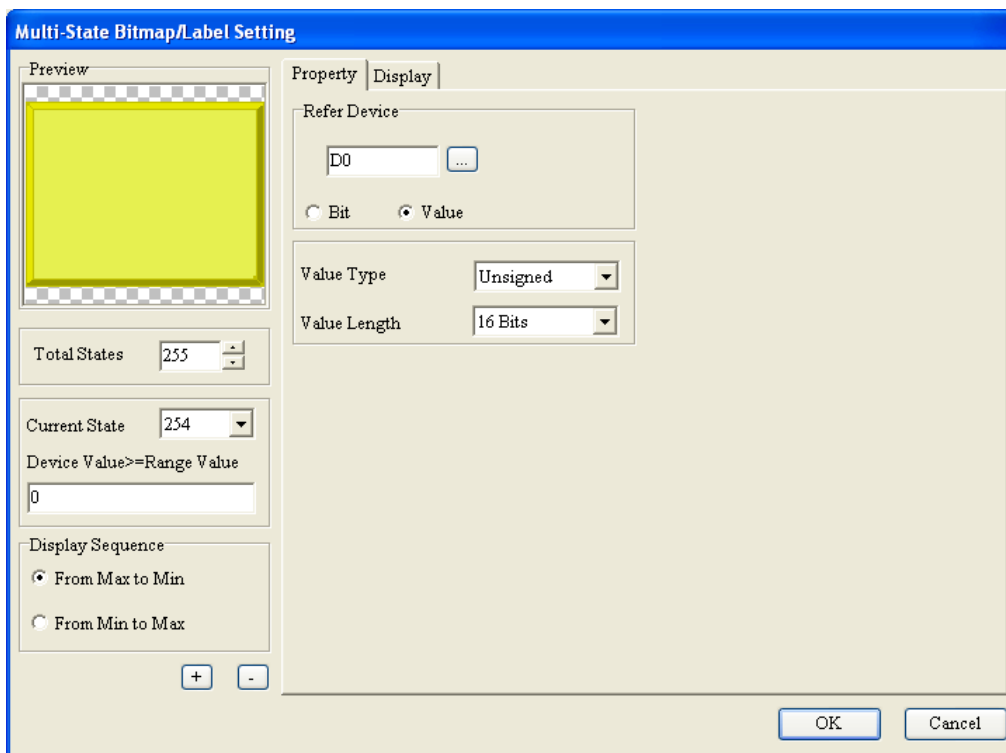 Multi-State Bitmap/Label Setting
Preview
Total States 255
Current State 254
Device Value>=Range Value
0
Display Sequence
From Max to Min
From Min to Max
+ -
Property Display
Refer Device
D0 ...
Bit Value
Value Type Unsigned
Value Length 16 Bits
OK Cancel